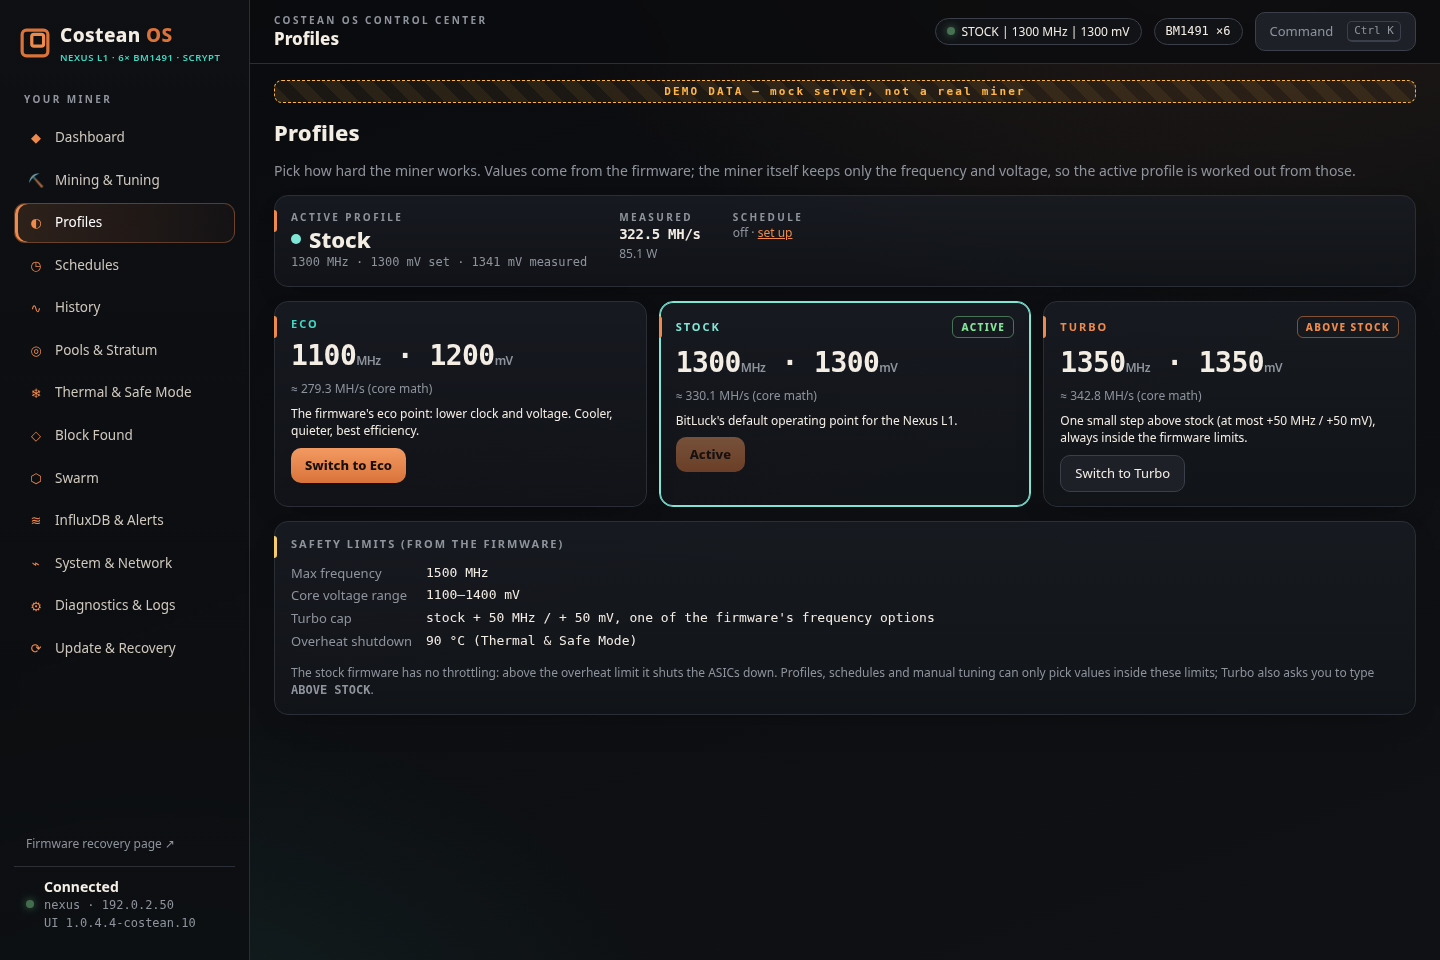 Costean OS
NEXUS L1 · 6× BM1491 · SCRYPT
YOUR MINER
Dashboard
Mining & Tuning
Profiles
Schedules
History
Pools & Stratum
Thermal & Safe Mode
Block Found
Swarm
InfluxDB & Alerts
System & Network
Diagnostics & Logs
Update & Recovery
Firmware recovery page ↗
Connected
nexus · 192.0.2.50
UI 1.0.4.4-costean.10
COSTEAN OS CONTROL CENTER
Profiles
STOCK | 1300 MHz | 1300 mV
BM1491 ×6
Command Ctrl K
DEMO DATA — mock server, not a real miner
Profiles
Pick how hard the miner works. Values come from the firmware; the miner itself keeps only the frequency and voltage, so the active profile is worked out from those.
ACTIVE PROFILE
Stock
1300 MHz · 1300 mV set · 1341 mV measured
MEASURED
322.5 MH/s
85.1 W
SCHEDULE
off · set up
ECO
1100MHz · 1200mV
≈ 279.3 MH/s (core math)
The firmware's eco point: lower clock and voltage. Cooler,
quieter, best efficiency.
Switch to Eco
STOCK
ACTIVE
1300MHz · 1300mV
≈ 330.1 MH/s (core math)
BitLuck's default operating point for the Nexus L1.
Active
TURBO
ABOVE STOCK
1350MHz · 1350mV
≈ 342.8 MH/s (core math)
One small step above stock (at most +50 MHz / +50 mV),
always inside the firmware limits.
Switch to Turbo
SAFETY LIMITS (FROM THE FIRMWARE)
Max frequency 1500 MHz
Core voltage range 1100–1400 mV
Turbo cap stock + 50 MHz / + 50 mV, one of the firmware's frequency options
Overheat shutdown 90 °C (Thermal & Safe Mode)
The stock firmware has no throttling: above the overheat limit it shuts the ASICs down. Profiles, schedules and manual tuning can only pick values inside these limits; Turbo also asks you to type
ABOVE STOCK.